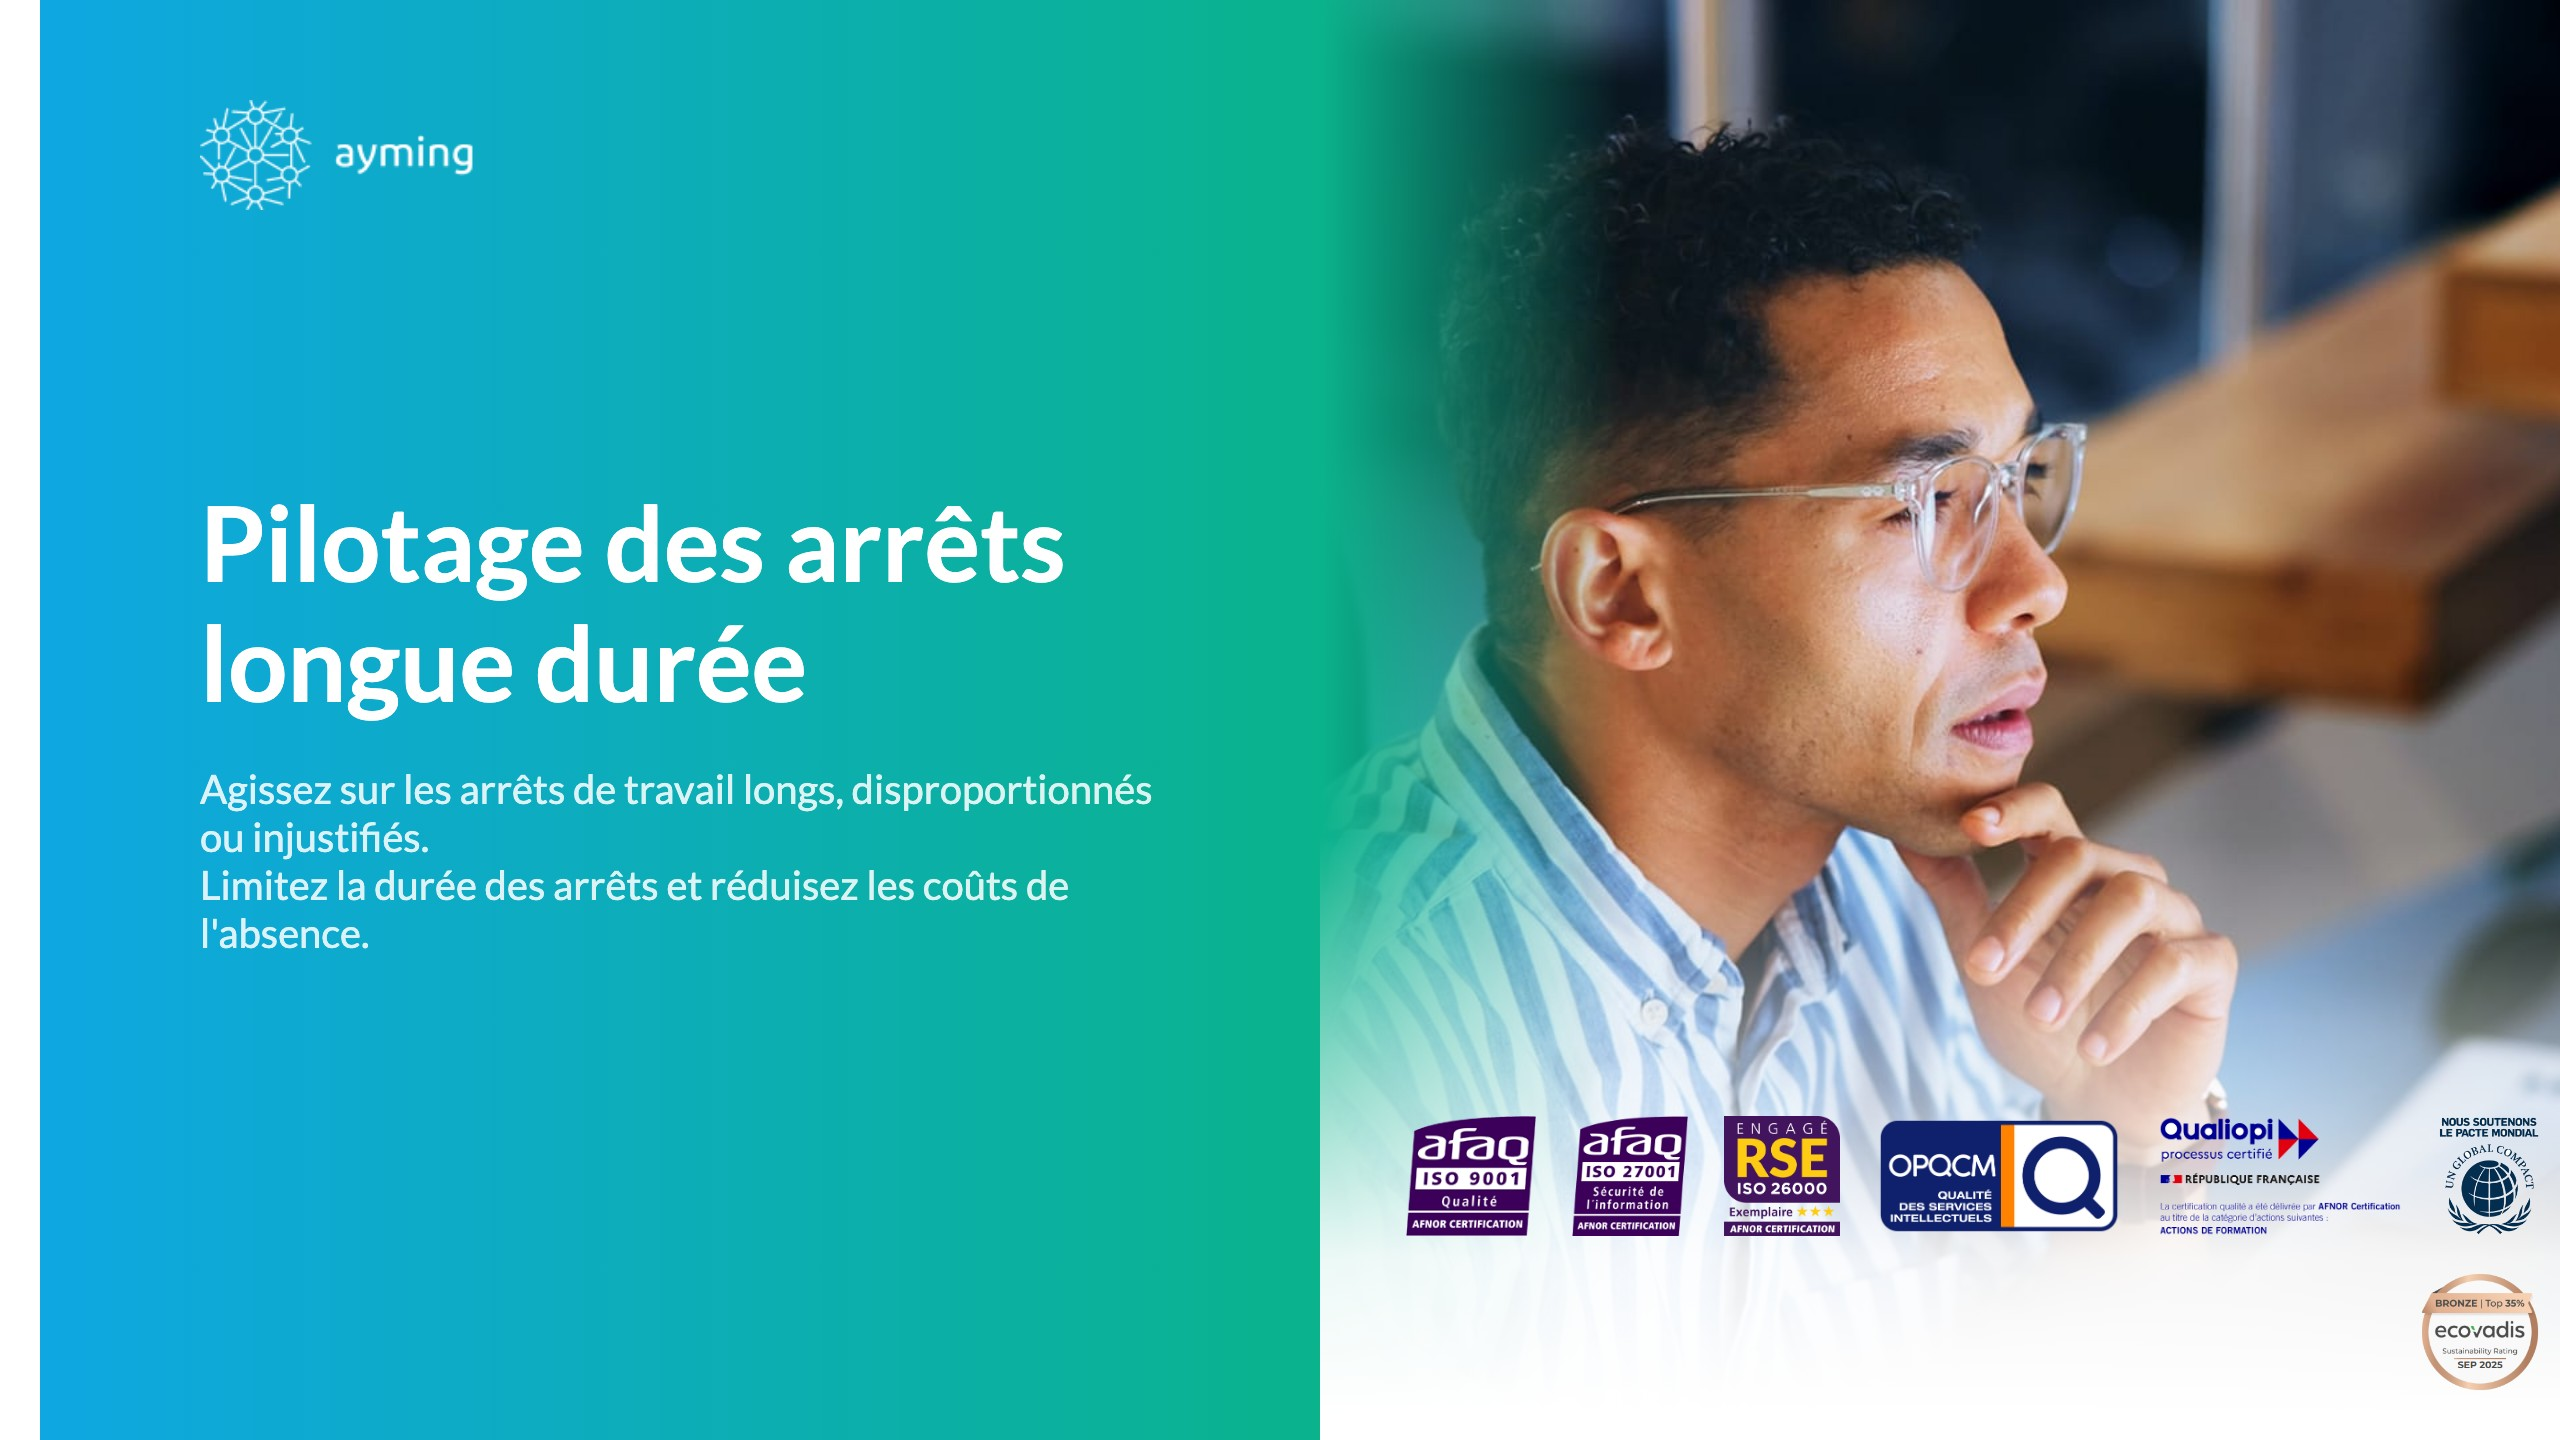 ayming
Pilotage des arrêts
longue durée
Agissez sur les arrêts de travail longs, disproportionnés
ou injustifiés.
Limitez la durée des arrêts et réduisez les coûts de
l'absence.
afaq
ISO 9001
Qualité
AFNOR CERTIFICATION
afaq
ISO 27001
Sécurité de
l'information
AFNOR CERTIFICATION
ENGAGÉ
RSE
ISO 26000
Exemplaire
AFNOR CERTIFICATION
OPQCM
QUALITÉ
DES SERVICES
INTELLECTUELS
Qualiopi
processus certifié
RÉPUBLIQUE FRANÇAISE
La certification qualité a été délivrée par AFNOR Certification
au titre de la catégorie d'actions suivantes :
ACTIONS DE FORMATION
NOUS SOUTENONS
LE PACTE MONDIAL
UN GLOBAL COMPACT
BRONZE | Top 35%
ecovadis
Sustainability Rating
SEP 2025